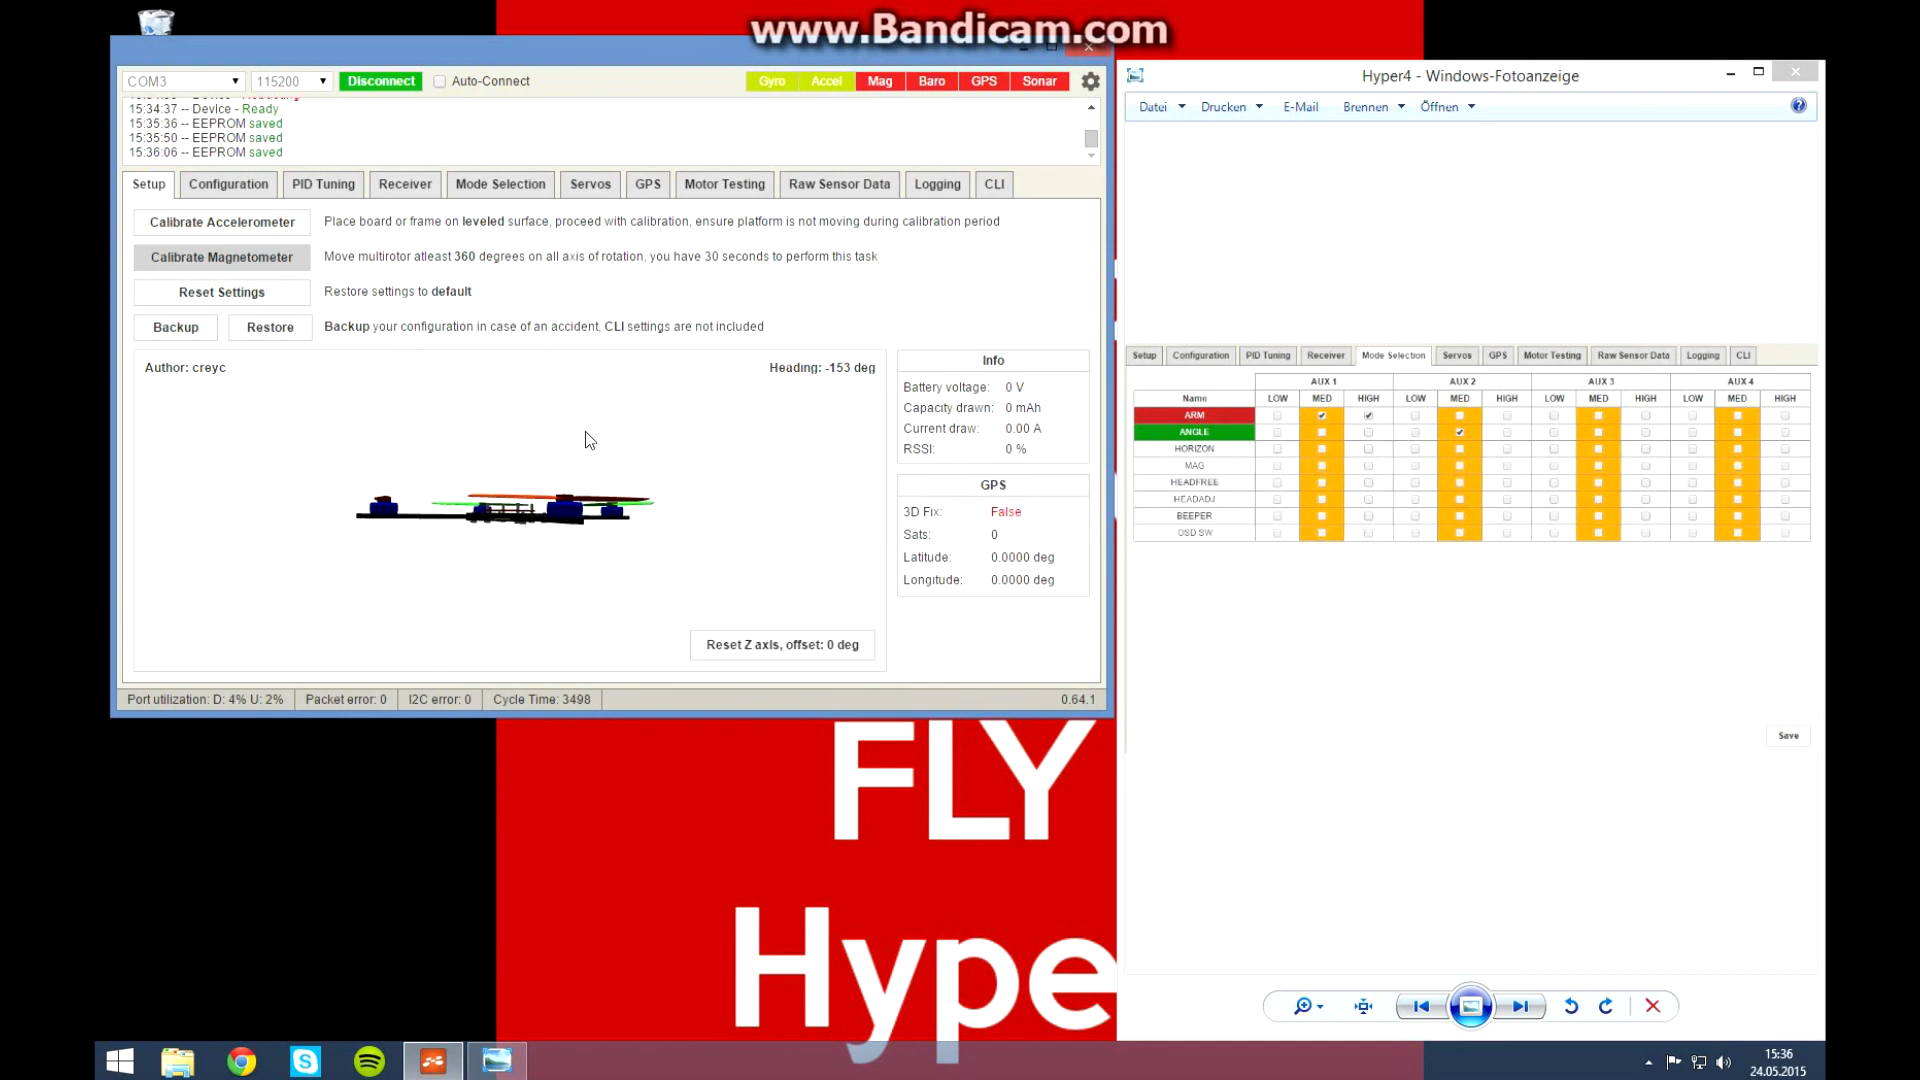 www.Bandicam.com
COM3
115200
Disconnect
Auto-Connect
Gyro
Accel
Mag
Baro
GPS
Sonar
15:34:37 -- Device - Ready
15:35:36 -- EEPROM saved
15:35:50 -- EEPROM saved
15:36:06 -- EEPROM saved
Setup
Configuration
PID Tuning
Receiver
Mode Selection
Servos
GPS
Motor Testing
Raw Sensor Data
Logging
CLI
Calibrate Accelerometer
Place board or frame on leveled surface, proceed with calibration, ensure platform is not moving during calibration period
Calibrate Magnetometer
Move multirotor atleast 360 degrees on all axis of rotation, you have 30 seconds to perform this task
Reset Settings
Restore settings to default
Backup
Restore
Backup your configuration in case of an accident, CLI settings are not included
Author: creyc
Heading: -153 deg
Info
Battery voltage: 0 V
Capacity drawn: 0 mAh
Current draw: 0.00 A
RSSI: 0 %
GPS
3D Fix: False
Sats: 0
Latitude: 0.0000 deg
Longitude: 0.0000 deg
Reset Z axis, offset: 0 deg
Port utilization: D: 4% U: 2%
Packet error: 0
I2C error: 0
Cycle Time: 3498
0.64.1
Hyper4 - Windows-Fotoanzeige
Datei
Drucken
E-Mail
Brennen
Öffnen
Setup
Configuration
PID Tuning
Receiver
Mode Selection
Servos
GPS
Motor Testing
Raw Sensor Data
Logging
CLI
AUX 1
AUX 2
AUX 3
AUX 4
Name
LOW
MED
HIGH
LOW
MED
HIGH
LOW
MED
HIGH
LOW
MED
HIGH
ARM
ANGLE
HORIZON
MAG
HEADFREE
HEADADJ
BEEPER
OSD SW
Save
FLY
Hype
15:36
24.05.2015